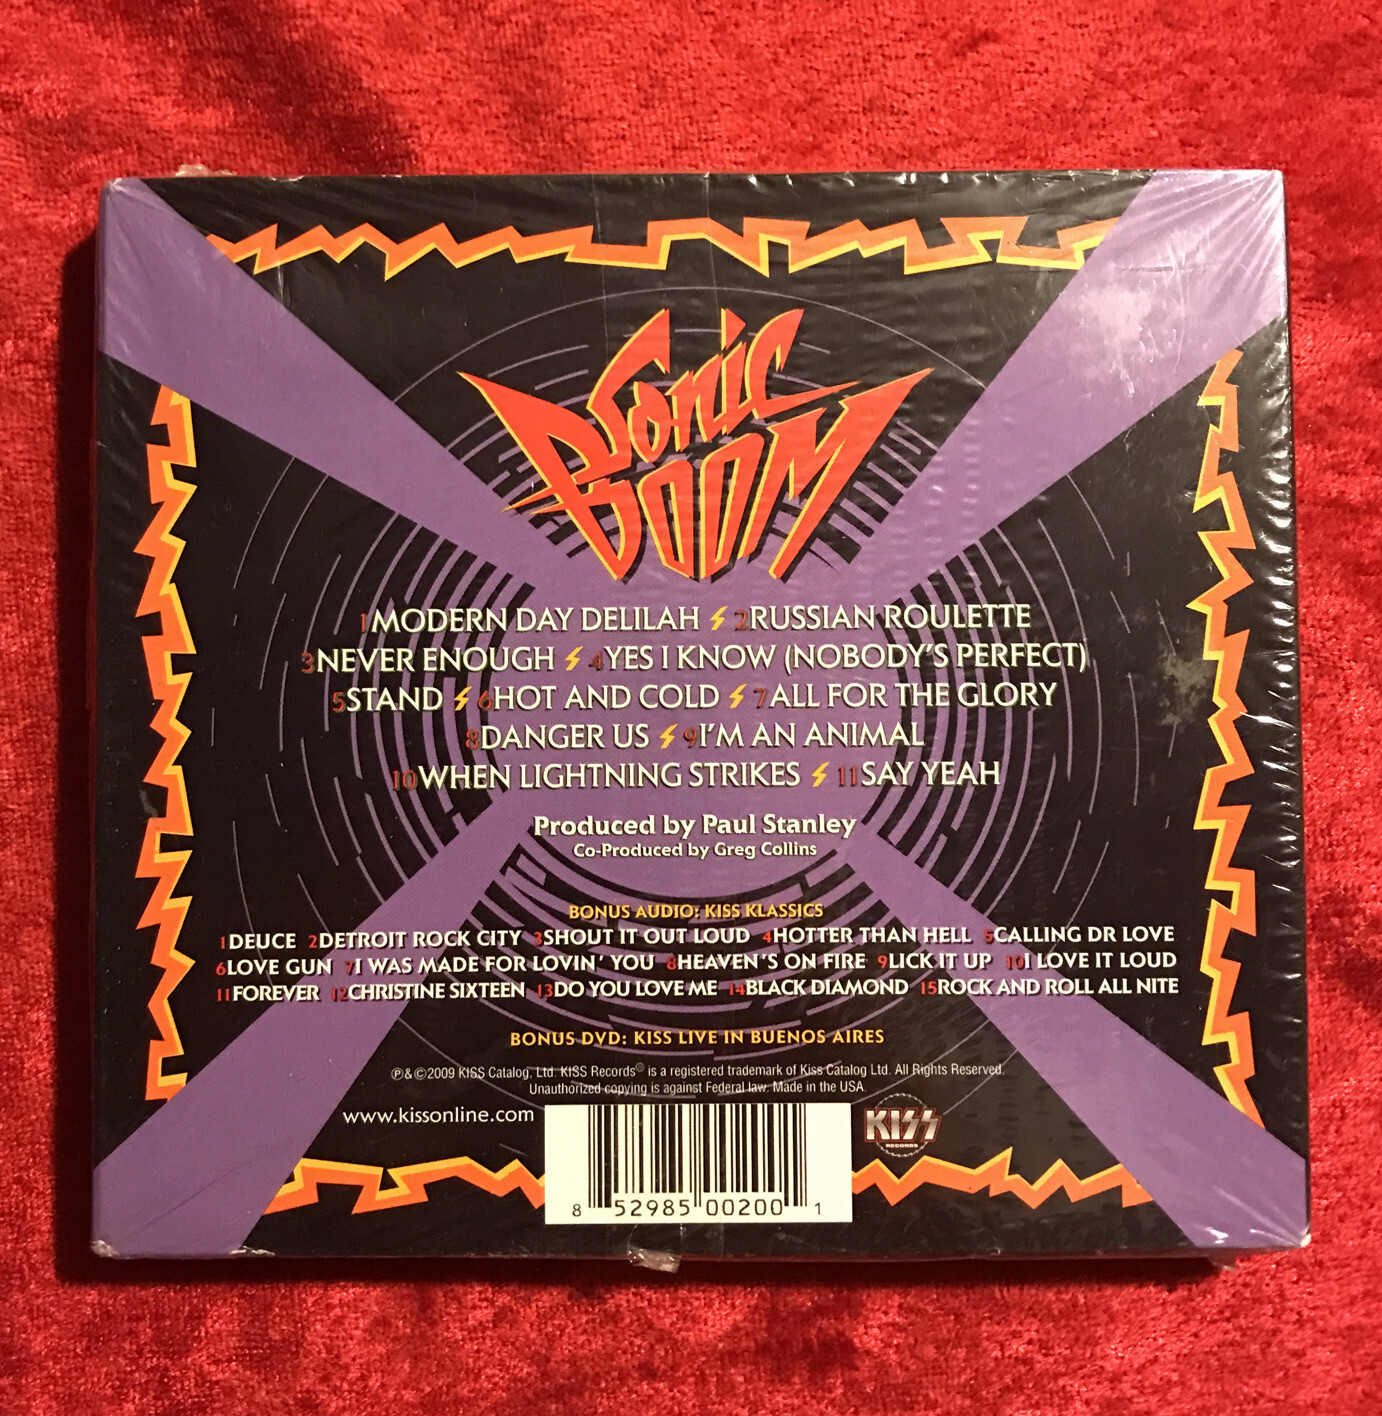 Sonic
BOOM
1 MODERN DAY DELILAH 2 RUSSIAN ROULETTE
3 NEVER ENOUGH 4 YES I KNOW (NOBODY'S PERFECT)
5 STAND 6 HOT AND COLD 7 ALL FOR THE GLORY
8 DANGER US 9 I'M AN ANIMAL
10 WHEN LIGHTNING STRIKES 11 SAY YEAH
Produced by Paul Stanley
Co-Produced by Greg Collins
BONUS AUDIO: KISS KLASSICS
1 DEUCE 2 DETROIT ROCK CITY 3 SHOUT IT OUT LOUD 4 HOTTER THAN HELL 5 CALLING DR LOVE
6 LOVE GUN 7 I WAS MADE FOR LOVIN' YOU 8 HEAVEN'S ON FIRE 9 LICK IT UP 10 I LOVE IT LOUD
11 FOREVER 12 CHRISTINE SIXTEEN 13 DO YOU LOVE ME 14 BLACK DIAMOND 15 ROCK AND ROLL ALL NITE
BONUS DVD: KISS LIVE IN BUENOS AIRES
℗&©2009 KISS Catalog, Ltd. KISS Records® is a registered trademark of Kiss Catalog Ltd. All Rights Reserved.
Unauthorized copying is against Federal law. Made in the USA.
www.kissonline.com
KISS
RECORDS
8 52985 00200 1